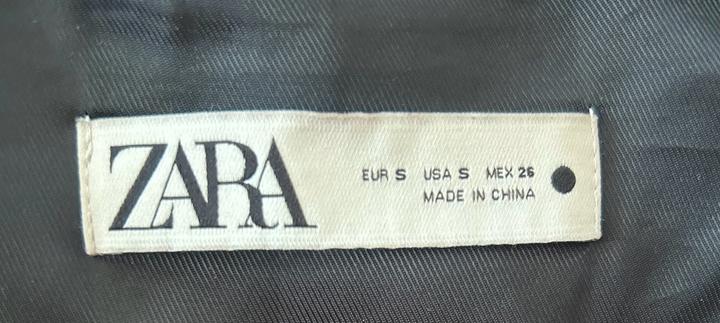 ZARA
EUR S USA S MEX 26
MADE IN CHINA